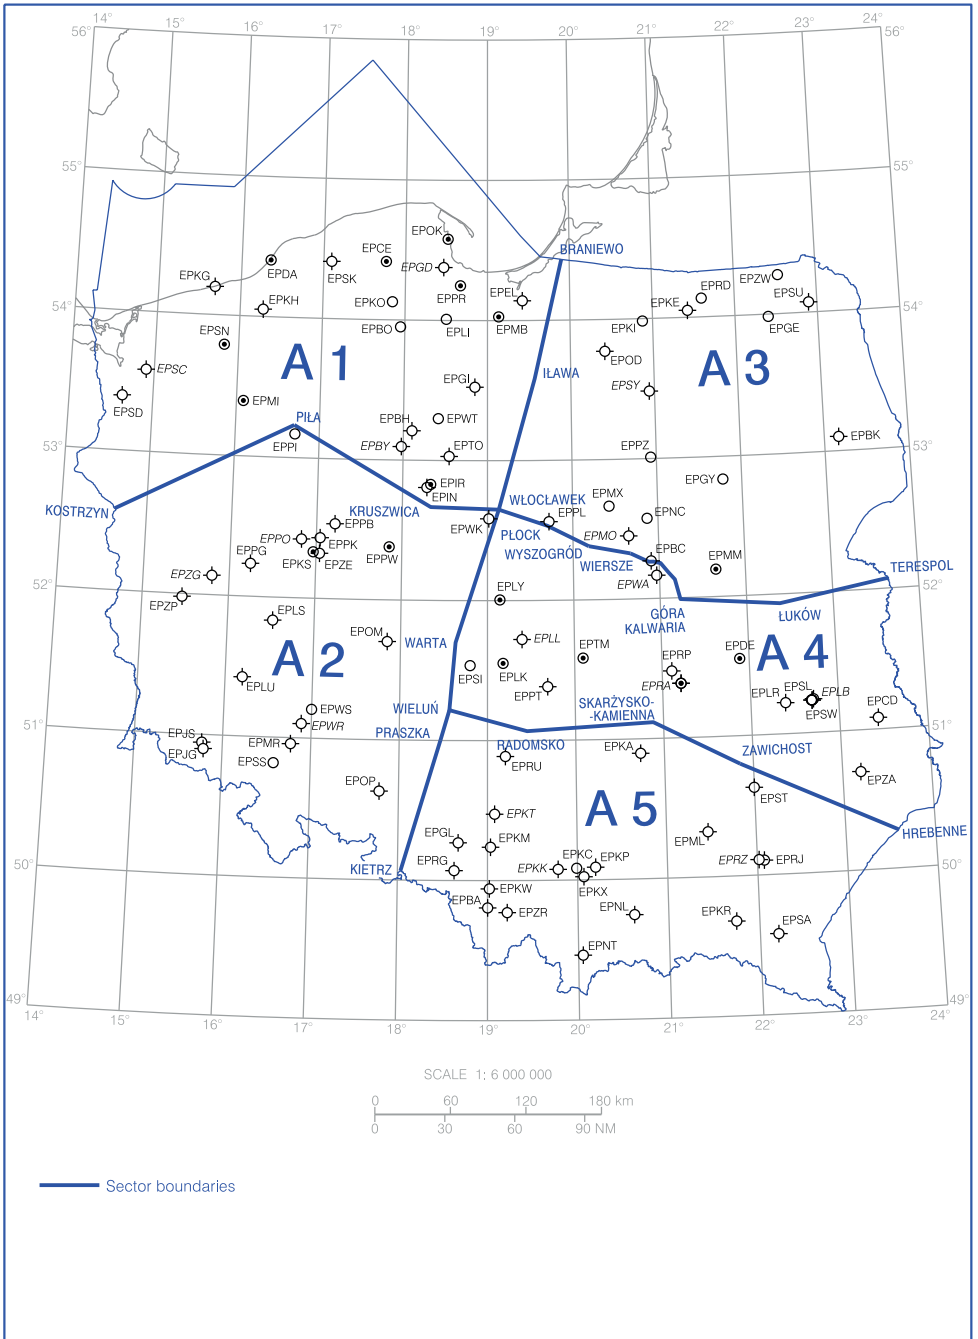 14°
15°
16°
17°
18°
19°
20°
21°
22°
23°
24°
56°
56°
55°
55°
EPOK
BRANIEWO
EPCE
EPGD
EPDA
EPSK
EPKG
EPKH
EPKO
EPPR
EPEL
EPZW
EPRD
EPSU
EPKE
54°
54°
EPSN
EPBO
EPLI
EPMB
EPKI
EPGE
A 1
A 3
EPSC
EPOD
IŁAWA
EPGI
EPSY
EPSD
EPMI
PIŁA
EPBH
EPWT
EPPI
EPBY
EPTO
EPBK
53°
53°
EPPZ
EPIR
EPIN
EPGY
KOSTRZYN
KRUSZWICA
WŁOCŁAWEK
EPMX
EPPB
EPWK
EPPL
EPNC
EPPO
EPPK
PŁOCK
EPMO
EPPG
EPKS
EPZE
EPPW
WYSZOGRÓD
EPBC
WIERSZE
EPMM
TERESPOL
EPZG
EPWA
52°
52°
EPZP
EPLY
EPLS
GÓRA
KALWARIA
ŁUKÓW
EPOM
WARTA
EPLL
EPTM
EPDE
A 2
A 4
EPRP
EPLU
EPSI
EPLK
EPRA
EPPT
EPLR
EPSL
EPLB
EPSW
EPCD
EPWS
WIELUŃ
SKARŻYSKO-
-KAMIENNA
51°
51°
EPWR
PRASZKA
EPJS
EPJG
EPMR
RADOMSKO
EPKA
ZAWICHOST
EPSS
EPRU
EPZA
EPOP
EPST
A 5
EPKT
EPGL
EPKM
EPML
HREBENNE
50°
50°
KIETRZ
EPRG
EPKK
EPKC
EPKP
EPRZ
EPRJ
EPKW
EPKX
EPBA
EPZR
EPNL
EPKR
EPSA
EPNT
49°
49°
14°
15°
16°
17°
18°
19°
20°
21°
22°
23°
24°
SCALE 1: 6 000 000
0 60 120 180 km
0 30 60 90 NM
Sector boundaries